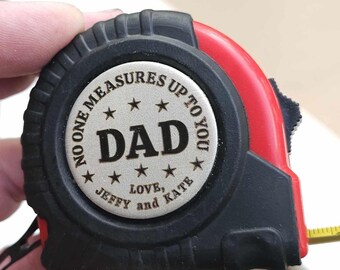 NO ONE MEASURES UP TO YOU
DAD
LOVE,
JEFFY and KATE